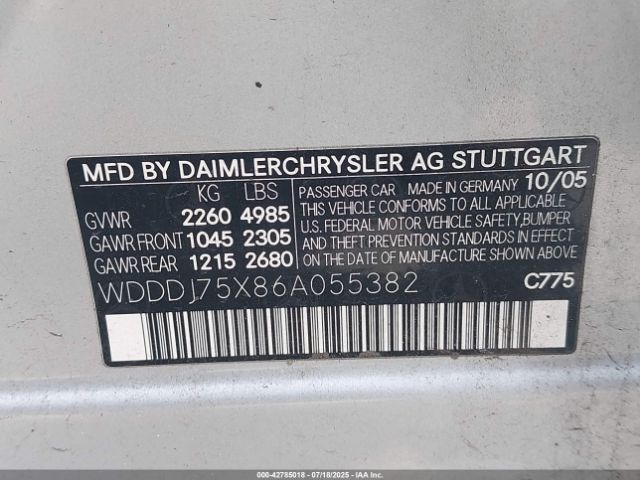 MFD BY DAIMLERCHRYSLER AG STUTTGART
KG LBS
GVWR 2260 4985
GAWR FRONT 1045 2305
GAWR REAR 1215 2680
PASSENGER CAR MADE IN GERMANY 10/05
THIS VEHICLE CONFORMS TO ALL APPLICABLE
U.S. FEDERAL MOTOR VEHICLE SAFETY,BUMPER
AND THEFT PREVENTION STANDARDS IN EFFECT
ON THE DATE OF MANUFACTURE SHOWN ABOVE
WDDDJ75X86A055382 C775
000-42785018 - 07/18/2025 - IAAI.com